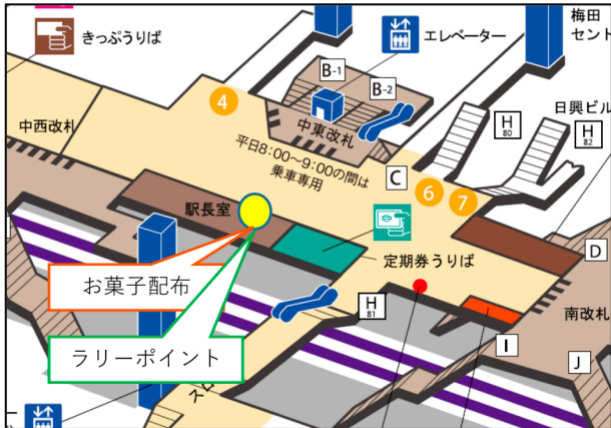 きっぷうりば
エレベーター
梅田
セント
B-1
B-2
4
中東改札
平日8:00〜9:00の間は
乗車専用
中西改札
H
80
日興ビル
H
82
C
6
7
駅長室
定期券うりば
D
お菓子配布
H
81
南改札
ラリーポイント
I
J
スロ